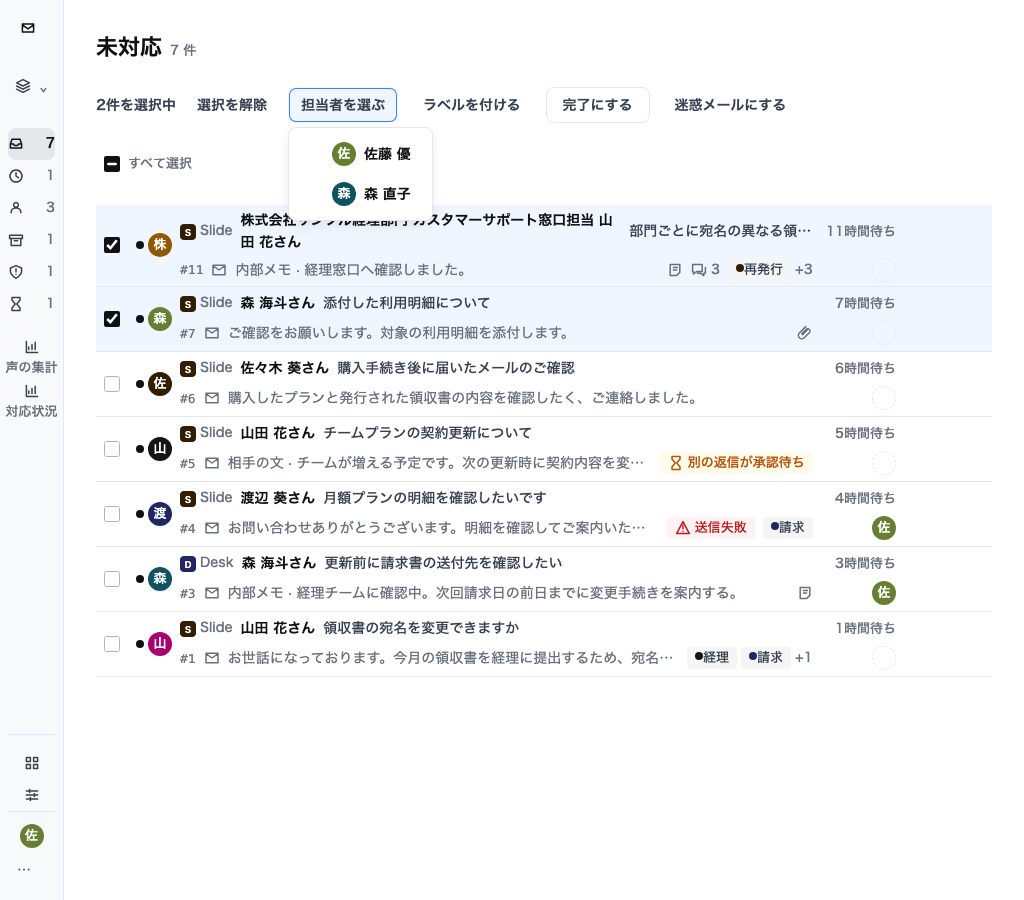 未対応 7 件
2件を選択中 選択を解除 担当者を選ぶ ラベルを付ける 完了にする 迷惑メールにする
佐 佐藤 優
森 森 直子
すべて選択
7
1
3
1
1
1
声の集計
対応状況
佐
…
株 S Slide 株式会社サンプル経理部門 カスタマーサポート窓口担当 山
田 花さん
部門ごとに宛名の異なる領… 11時間待ち
#11 内部メモ · 経理窓口へ確認しました。 3 再発行 +3
森 S Slide 森 海斗さん 添付した利用明細について 7時間待ち
#7 ご確認をお願いします。対象の利用明細を添付します。
佐 S Slide 佐々木 葵さん 購入手続き後に届いたメールのご確認 6時間待ち
#6 購入したプランと発行された領収書の内容を確認したく、ご連絡しました。
山 S Slide 山田 花さん チームプランの契約更新について 5時間待ち
#5 相手の文 · チームが増える予定です。次の更新時に契約内容を変… 別の返信が承認待ち
渡 S Slide 渡辺 葵さん 月額プランの明細を確認したいです 4時間待ち
#4 お問い合わせありがとうございます。明細を確認してご案内いた… 送信失敗 請求 佐
森 D Desk 森 海斗さん 更新前に請求書の送付先を確認したい 3時間待ち
#3 内部メモ · 経理チームに確認中。次回請求日の前日までに変更手続きを案内する。 佐
山 S Slide 山田 花さん 領収書の宛名を変更できますか 1時間待ち
#1 お世話になっております。今月の領収書を経理に提出するため、宛名… 経理 請求 +1